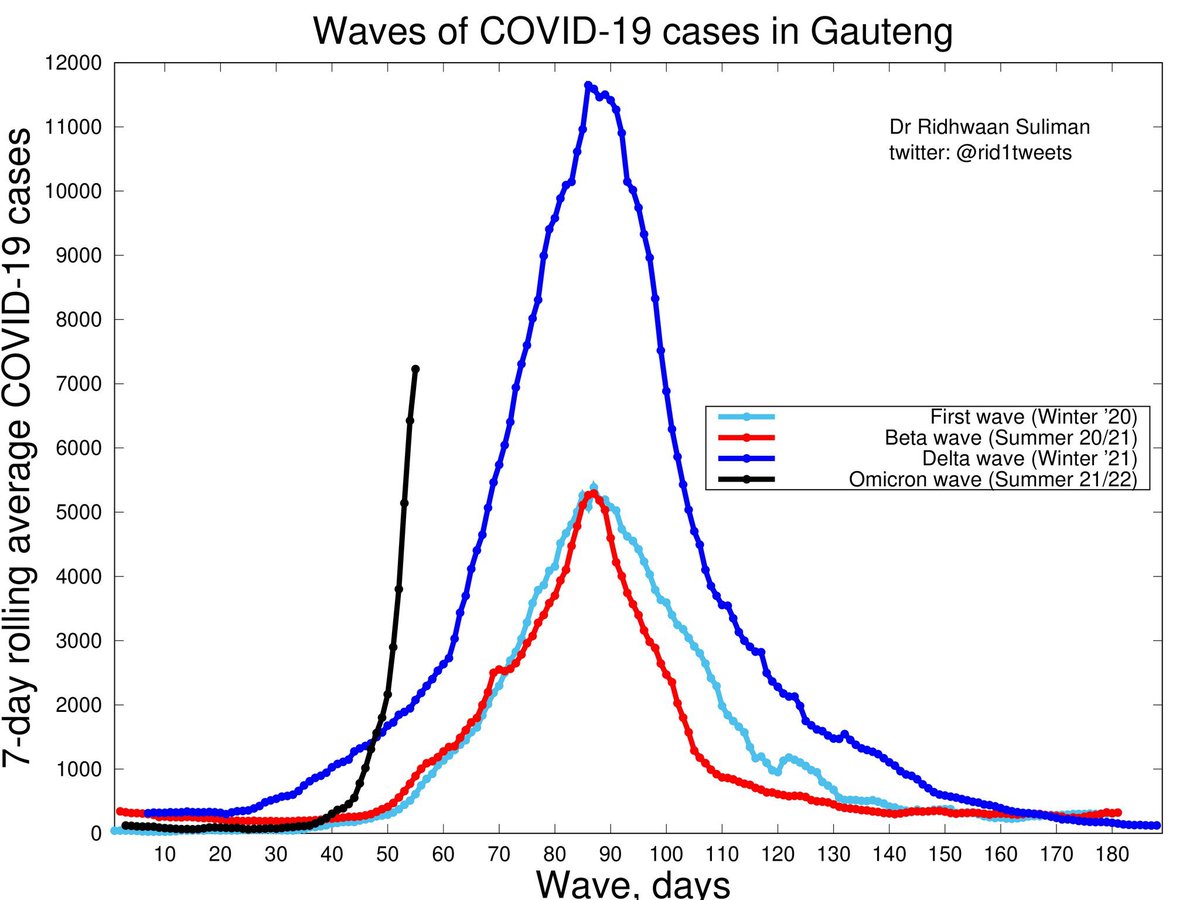 Waves of COVID-19 cases in Gauteng
12000
11000
10000
9000
8000
7000
6000
5000
4000
3000
2000
1000
0
7-day rolling average COVID-19 cases
Dr Ridhwaan Suliman
twitter: @rid1tweets
First wave (Winter '20)
Beta wave (Summer 20/21)
Delta wave (Winter '21)
Omicron wave (Summer 21/22)
10 20 30 40 50 60 70 80 90 100 110 120 130 140 150 160 170 180
Wave, days